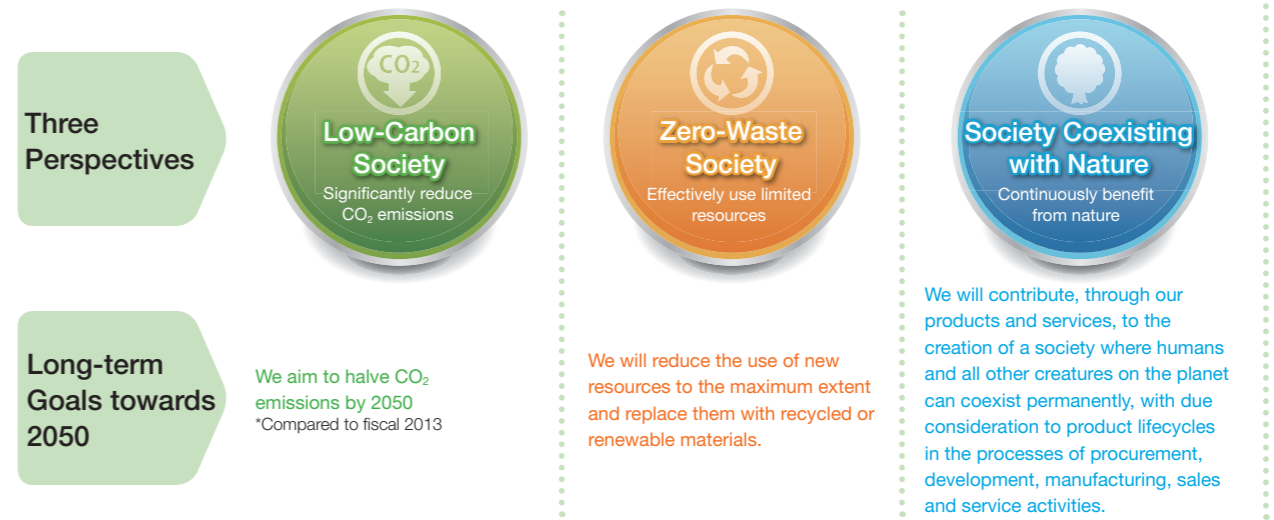 Three
Perspectives
CO2
Low-Carbon
Society
Significantly reduce
CO₂ emissions
Zero-Waste
Society
Effectively use limited
resources
Society Coexisting
with Nature
Continuously benefit
from nature
Long-term
Goals towards
2050
We aim to halve CO₂
emissions by 2050
*Compared to fiscal 2013
We will reduce the use of new
resources to the maximum extent
and replace them with recycled or
renewable materials.
We will contribute, through our
products and services, to the
creation of a society where humans
and all other creatures on the planet
can coexist permanently, with due
consideration to product lifecycles
in the processes of procurement,
development, manufacturing, sales
and service activities.